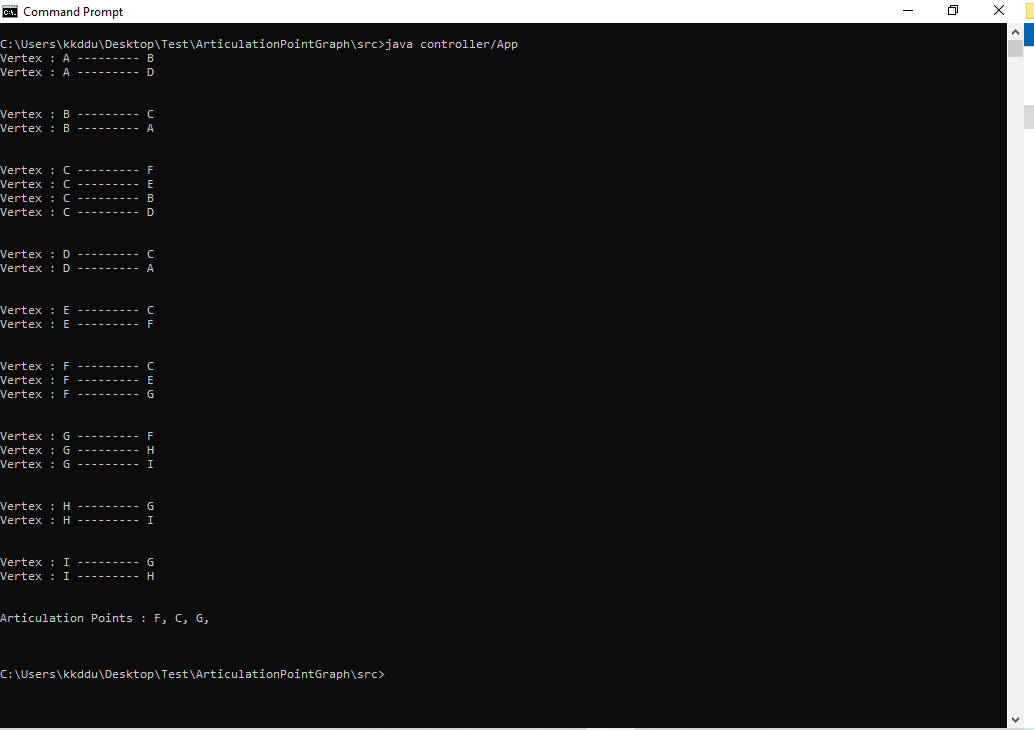 Command Prompt
C:\Users\kkddu\Desktop\Test\ArticulationPointGraph\src>java controller/App
Vertex : A --------- B
Vertex : A --------- D
Vertex : B --------- C
Vertex : B --------- A
Vertex : C --------- F
Vertex : C --------- E
Vertex : C --------- B
Vertex : C --------- D
Vertex : D --------- C
Vertex : D --------- A
Vertex : E --------- C
Vertex : E --------- F
Vertex : F --------- C
Vertex : F --------- E
Vertex : F --------- G
Vertex : G --------- F
Vertex : G --------- H
Vertex : G --------- I
Vertex : H --------- G
Vertex : H --------- I
Vertex : I --------- G
Vertex : I --------- H
Articulation Points : F, C, G,
C:\Users\kkddu\Desktop\Test\ArticulationPointGraph\src>